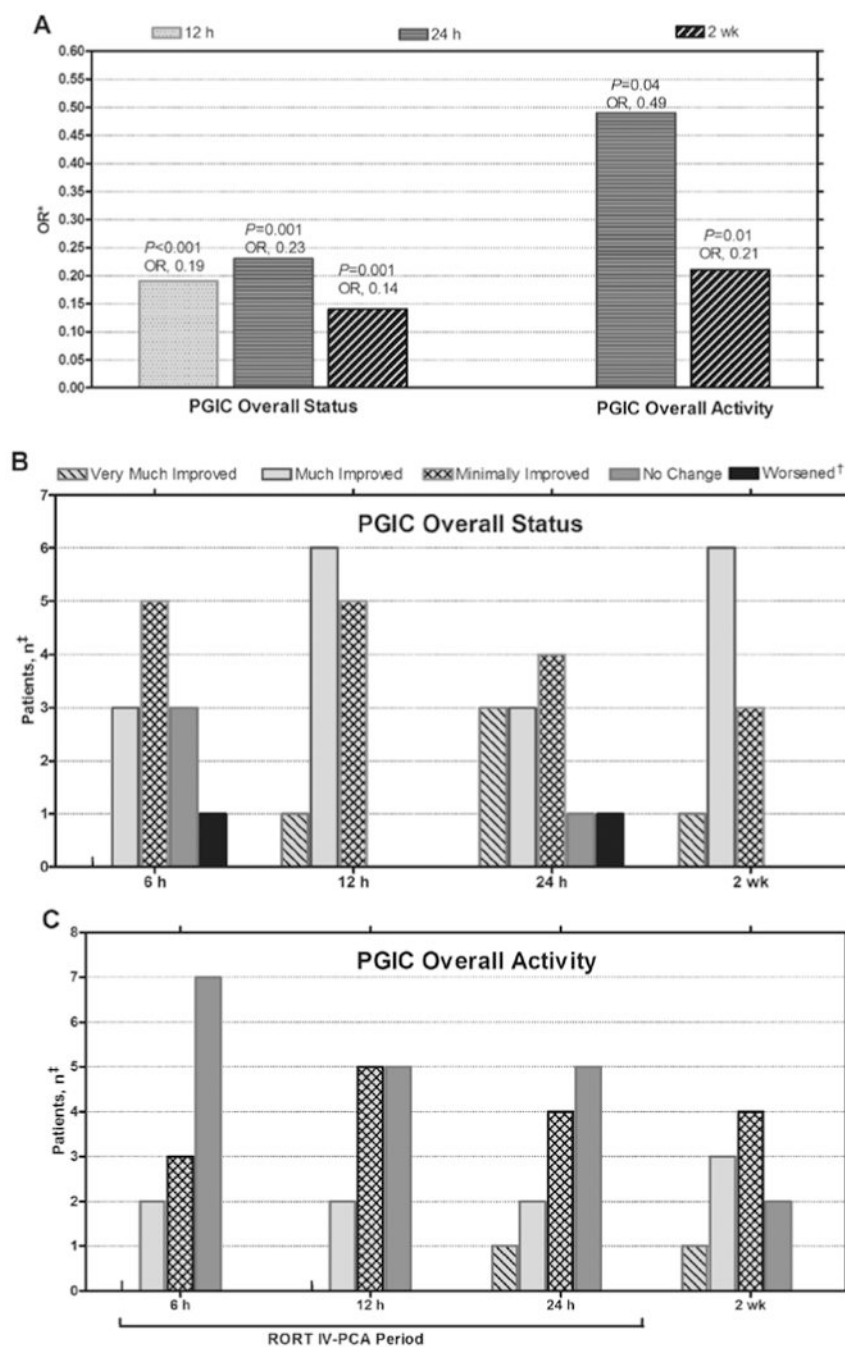 A
12 h 24 h 2 wk
0.60
0.55
0.50
0.45
0.40
0.35
0.30
0.25
0.20
0.15
0.10
0.05
0.00
OR*
P<0.001
OR, 0.19
P=0.001
OR, 0.23
P=0.001
OR, 0.14
P=0.04
OR, 0.49
P=0.01
OR, 0.21
PGIC Overall Status PGIC Overall Activity
B
Very Much Improved Much Improved Minimally Improved No Change Worsened†
PGIC Overall Status
7
6
5
4
3
2
1
0
Patients, n‡
6 h 12 h 24 h 2 wk
C
PGIC Overall Activity
8
7
6
5
4
3
2
1
0
Patients, n‡
6 h 12 h 24 h 2 wk
RORT IV-PCA Period